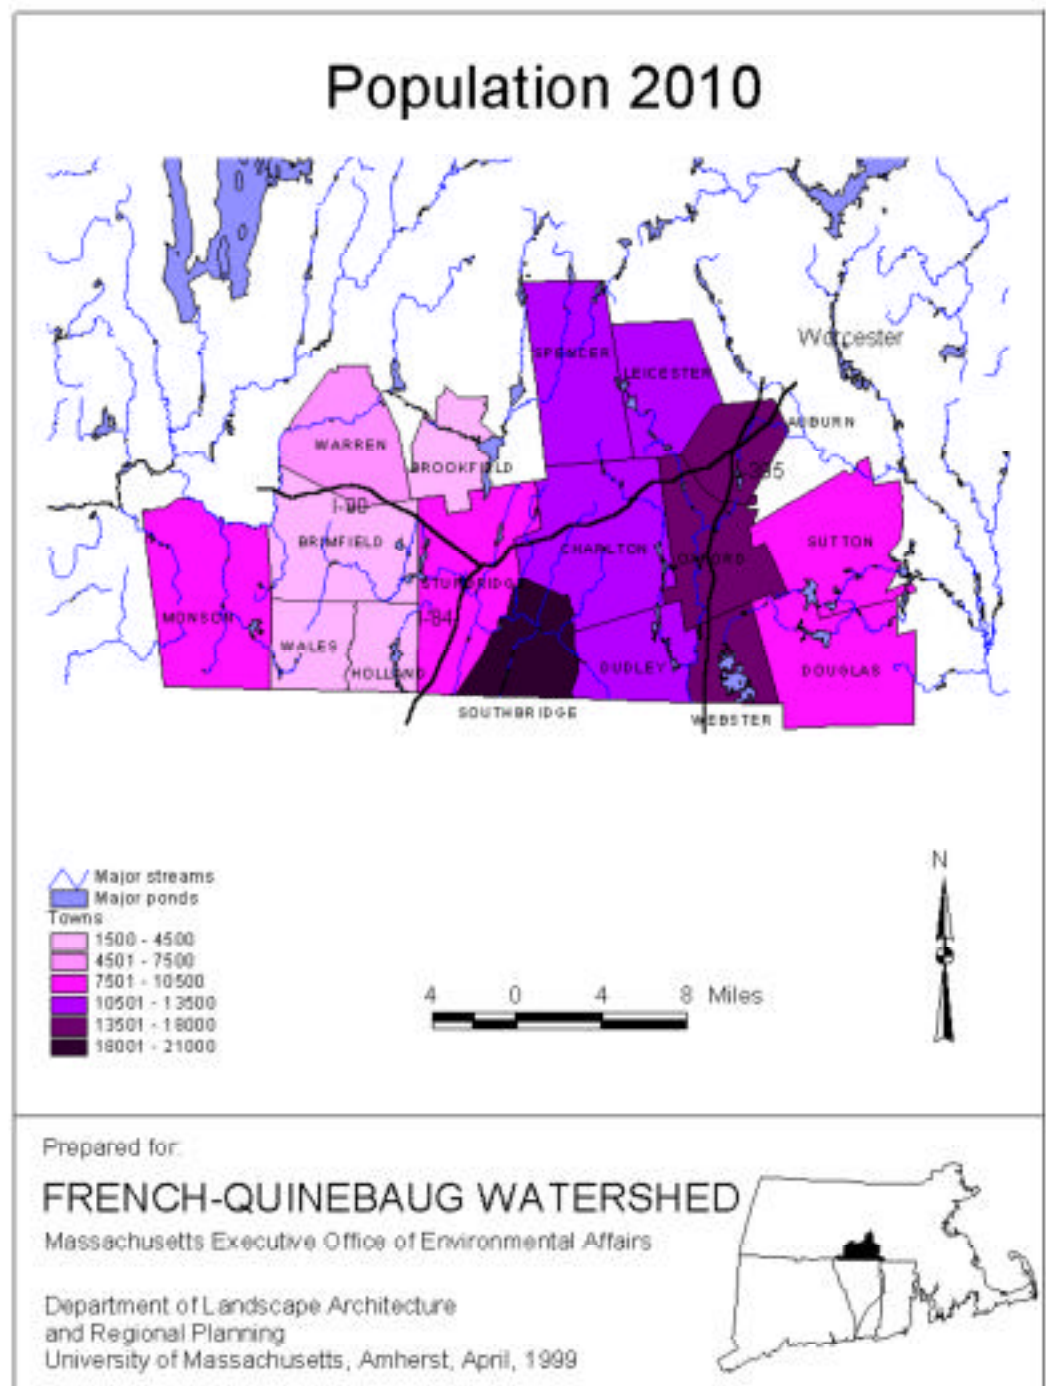 Population 2010
Worcester
SPENCER
LEICESTER
AUBURN
WARREN
BROOKFIELD
I-395
I-90
BRIMFIELD
CHARLTON
OXFORD
SUTTON
STURBRIDGE
MONSON
I-84
WALES
HOLLAND
DUDLEY
DOUGLAS
SOUTHBRIDGE
WEBSTER
N
Major streams
Major ponds
Towns
1500 - 4500
4501 - 7500
7501 - 10500
10501 - 13500
13501 - 18000
18001 - 21000
4 0 4 8 Miles
Prepared for:
FRENCH-QUINEBAUG WATERSHED
Massachusetts Executive Office of Environmental Affairs
Department of Landscape Architecture
and Regional Planning
University of Massachusetts, Amherst, April, 1999